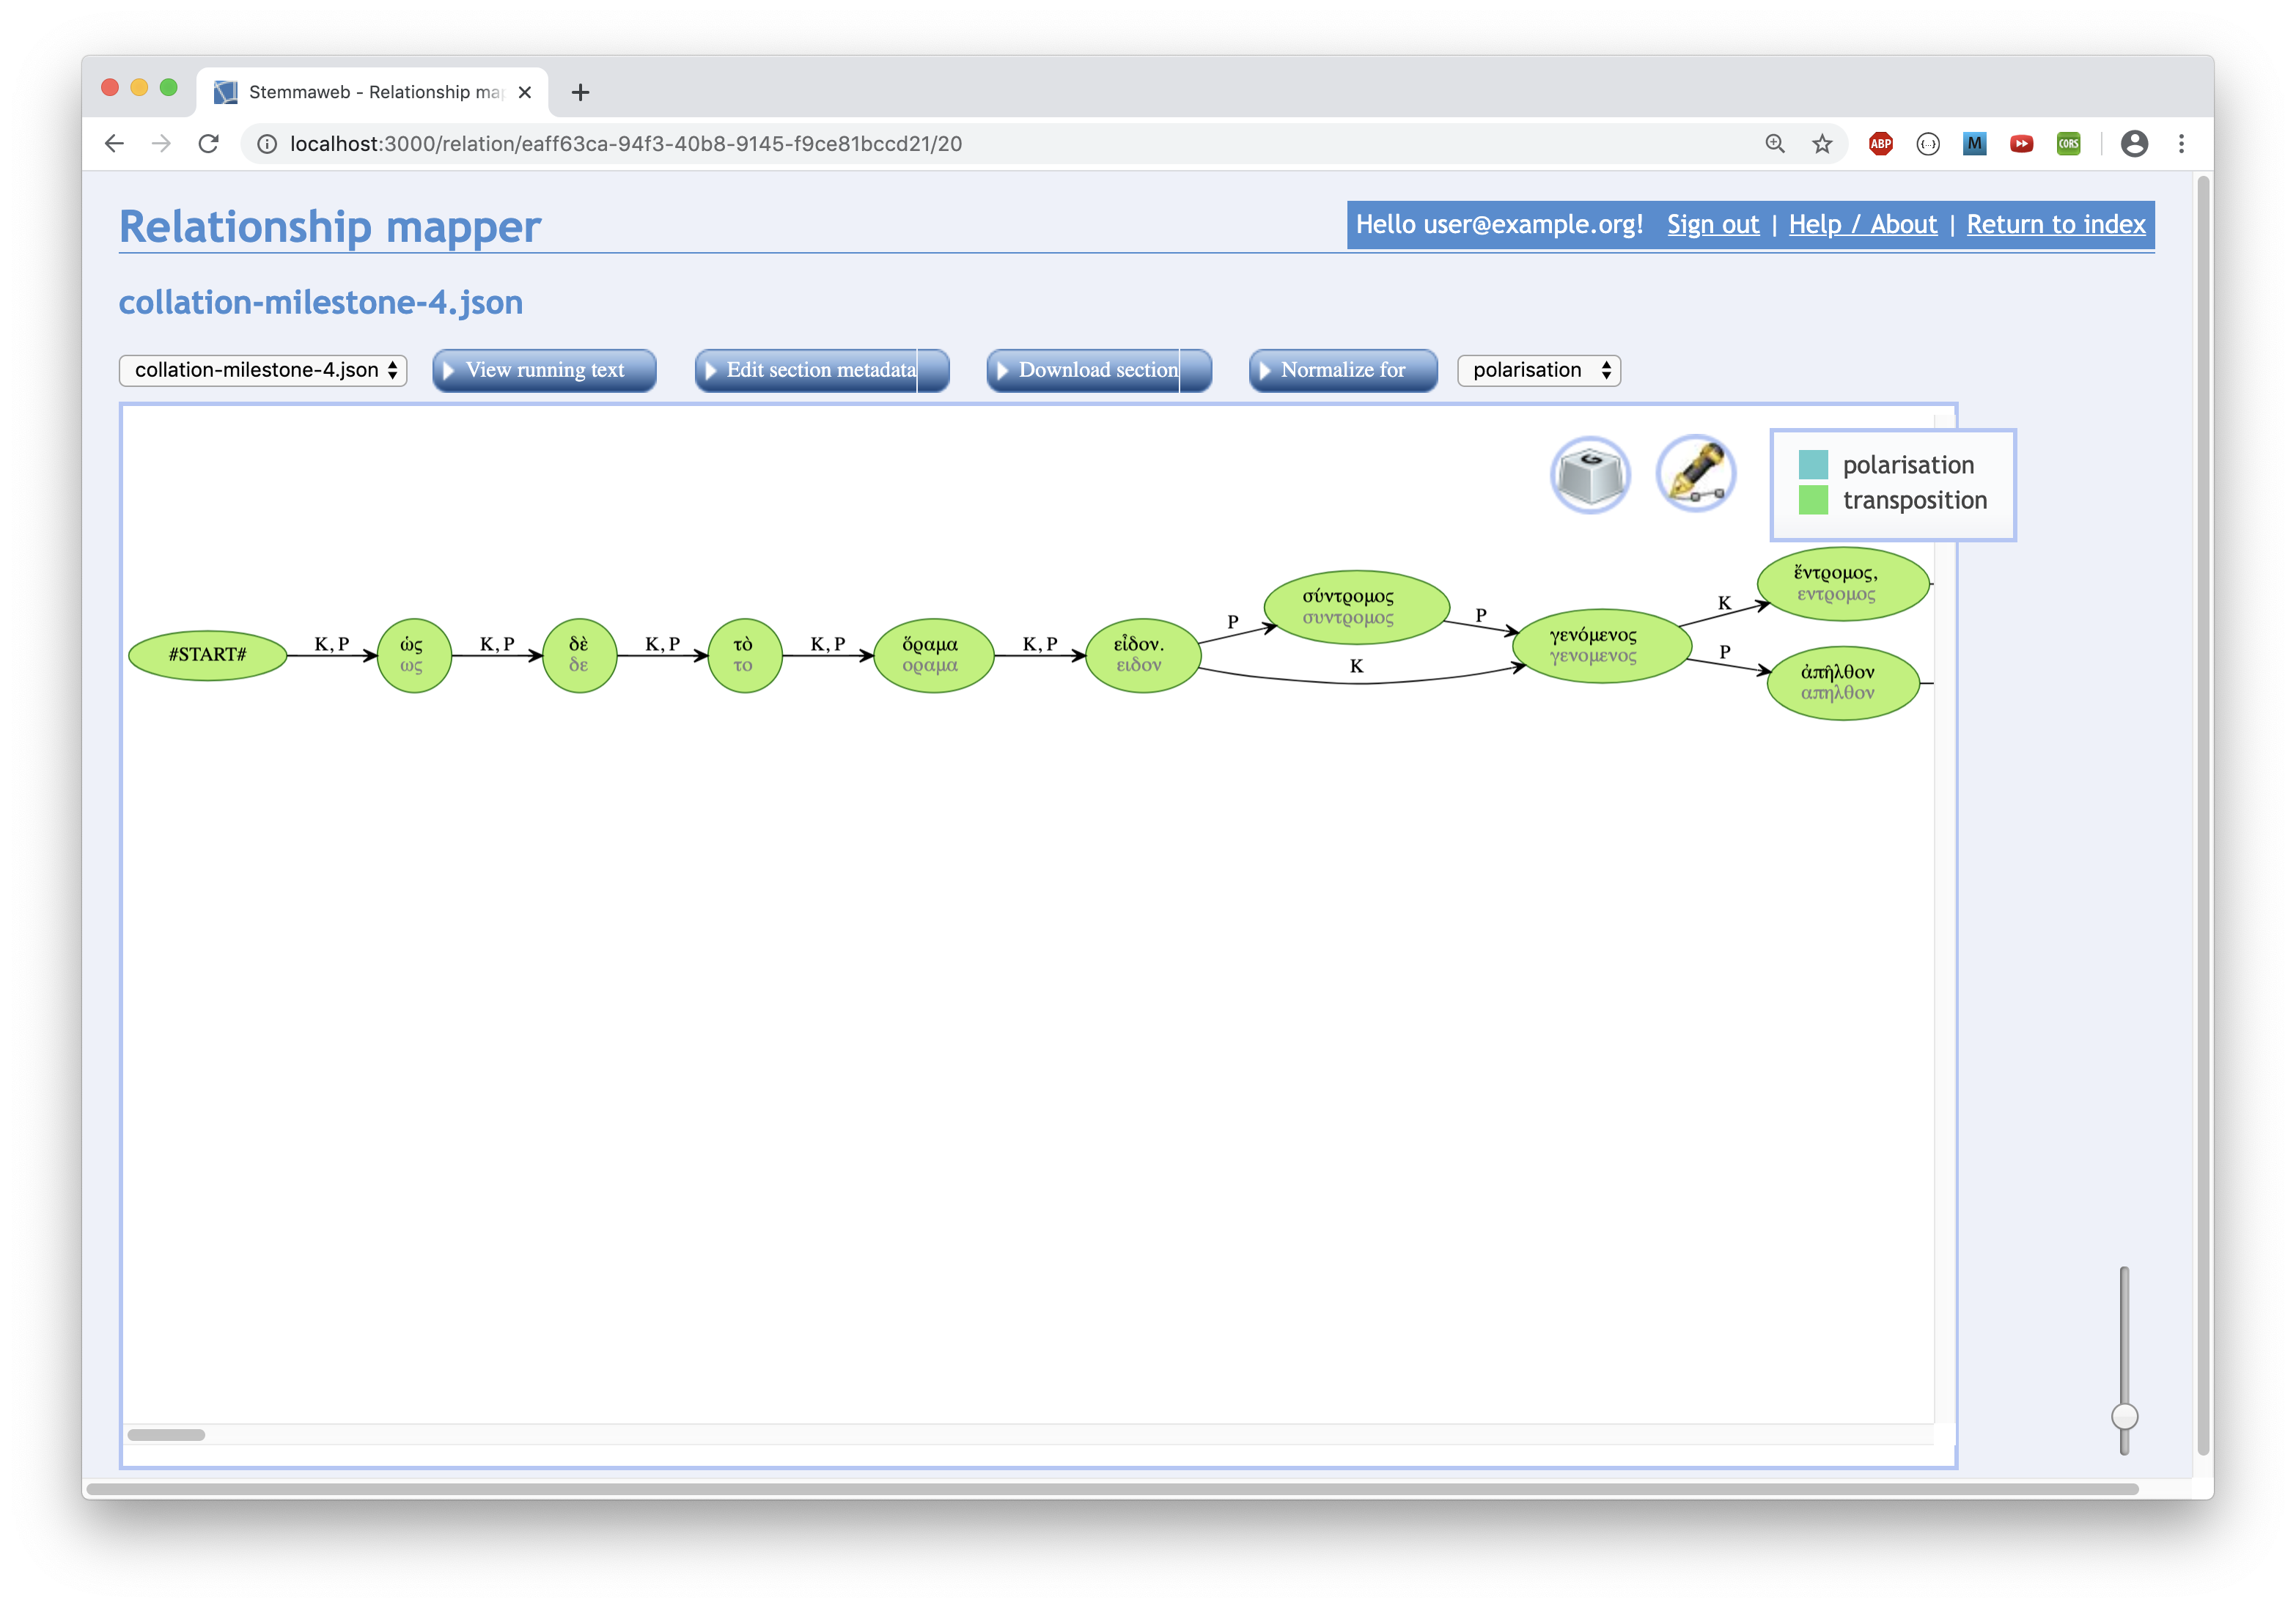 Stemmaweb - Relationship map
localhost:3000/relation/eaff63ca-94f3-40b8-9145-f9ce81bccd21/20
ABP
{...}
M
CORS
Relationship mapper
Hello user@example.org! Sign out | Help / About | Return to index
collation-milestone-4.json
collation-milestone-4.json
View running text
Edit section metadata
Download section
Normalize for
polarisation
G
polarisation
transposition
#START#
K, P
ὡς
ως
K, P
δὲ
δε
K, P
τὸ
το
K, P
ὅραμα
οραμα
K, P
εἶδον.
ειδον
P
σύντρομος
συντρομος
P
K
γενόμενος
γενομενος
K
ἔντρομος,
εντρομος
P
ἀπῆλθον
απηλθον